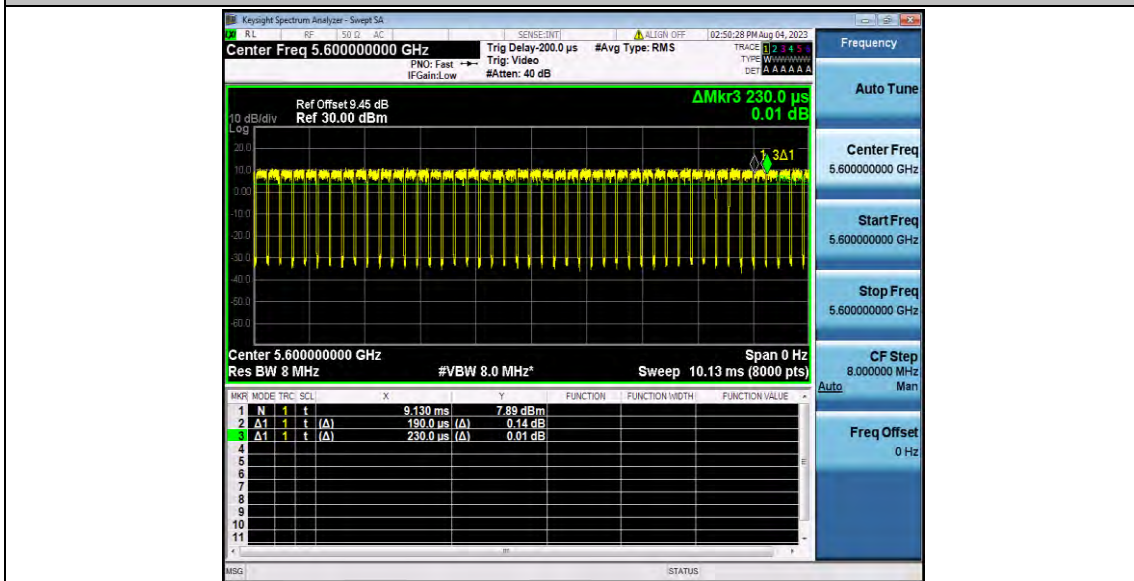 Keysight Spectrum Analyzer - Swept SA
RL RF 50 Ω AC SENSE:INT ALIGN OFF 02:50:28 PM Aug 04, 2023
Center Freq 5.600000000 GHz Trig Delay-200.0 µs #Avg Type: RMS TRACE 1 2 3 4 5 6
PNO: Fast Trig: Video TYPE WWWWWW
IFGain:Low #Atten: 40 dB DET A A A A A A
Frequency
Auto Tune
Center Freq
5.600000000 GHz
Start Freq
5.600000000 GHz
Stop Freq
5.600000000 GHz
CF Step
8.000000 MHz
Auto Man
Freq Offset
0 Hz
ΔMkr3 230.0 µs
0.01 dB
Ref Offset 9.45 dB
10 dB/div Ref 30.00 dBm
Log
20.0
10.0
0.00
-10.0
-20.0
-30.0
-40.0
-50.0
-60.0
1 3Δ1
Center 5.600000000 GHz Span 0 Hz
Res BW 8 MHz #VBW 8.0 MHz* Sweep 10.13 ms (8000 pts)
MKR MODE TRC SCL X Y FUNCTION FUNCTION WIDTH FUNCTION VALUE
1 N 1 t 9.130 ms 7.89 dBm
2 Δ1 1 t (Δ) 190.0 µs (Δ) 0.14 dB
3 Δ1 1 t (Δ) 230.0 µs (Δ) 0.01 dB
4
5
6
7
8
9
10
11
MSG STATUS